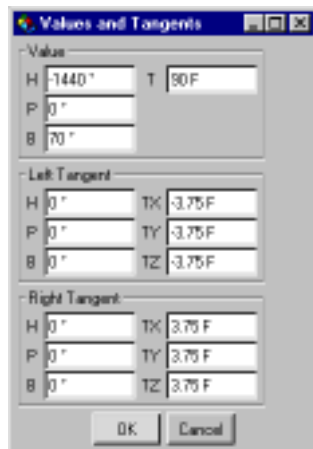 Values and Tangents
Value
H -1440 ° T 90 F
P 0 °
B 70 °
Left Tangent
H 0 ° TX -3.75 F
P 0 ° TY -3.75 F
B 0 ° TZ -3.75 F
Right Tangent
H 0 ° TX 3.75 F
P 0 ° TY 3.75 F
B 0 ° TZ 3.75 F
OK Cancel